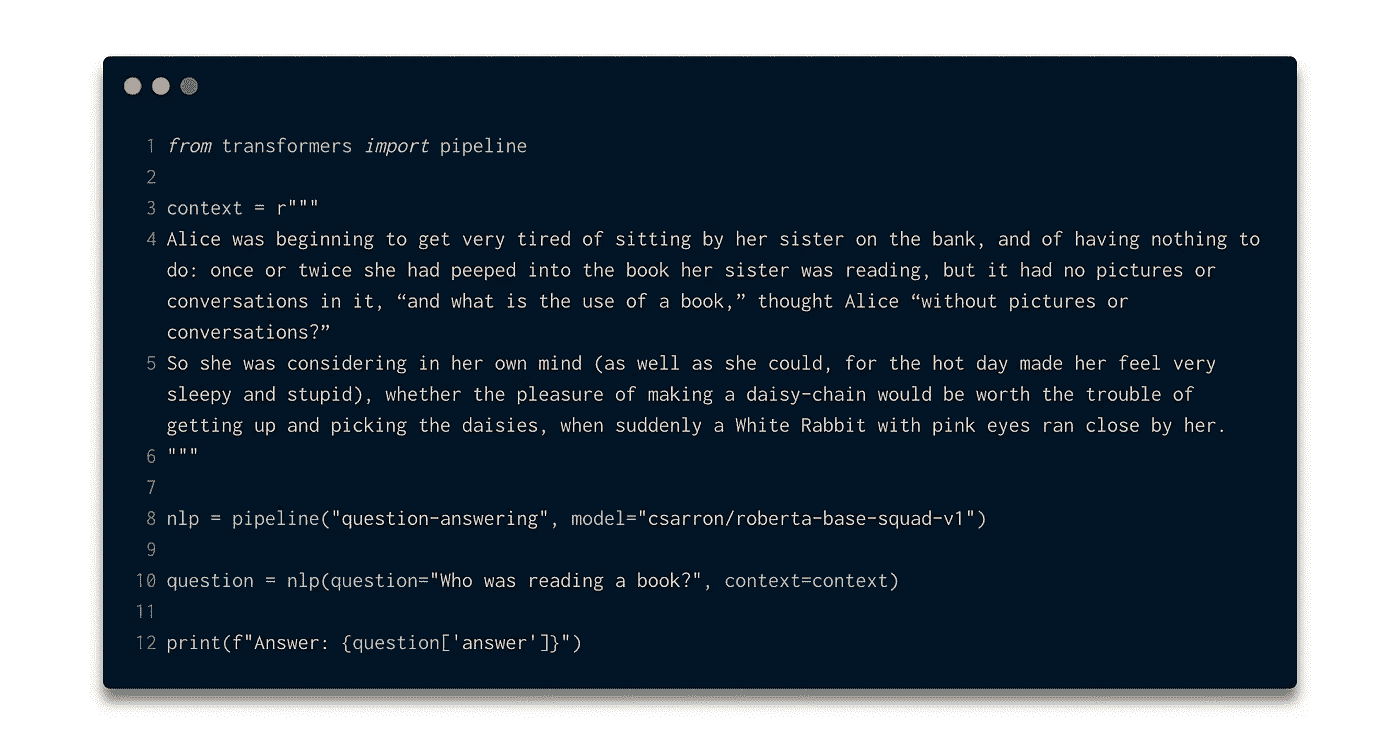 1 from transformers import pipeline
2
3 context = r"""
4 Alice was beginning to get very tired of sitting by her sister on the bank, and of having nothing to
do: once or twice she had peeped into the book her sister was reading, but it had no pictures or
conversations in it, “and what is the use of a book,” thought Alice “without pictures or
conversations?”
5 So she was considering in her own mind (as well as she could, for the hot day made her feel very
sleepy and stupid), whether the pleasure of making a daisy-chain would be worth the trouble of
getting up and picking the daisies, when suddenly a White Rabbit with pink eyes ran close by her.
6 """
7
8 nlp = pipeline("question-answering", model="csarron/roberta-base-squad-v1")
9
10 question = nlp(question="Who was reading a book?", context=context)
11
12 print(f"Answer: {question['answer']}")